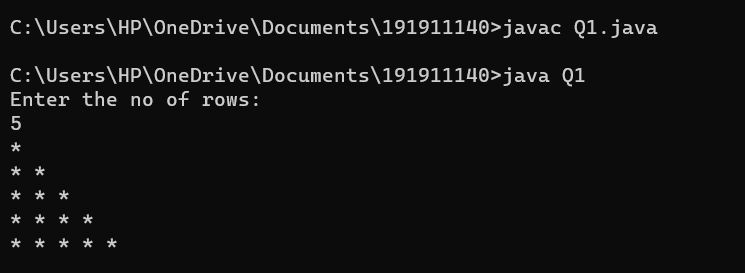 C:\Users\HP\OneDrive\Documents\191911140>javac Q1.java
C:\Users\HP\OneDrive\Documents\191911140>java Q1
Enter the no of rows:
5
*
* *
* * *
* * * *
* * * * *